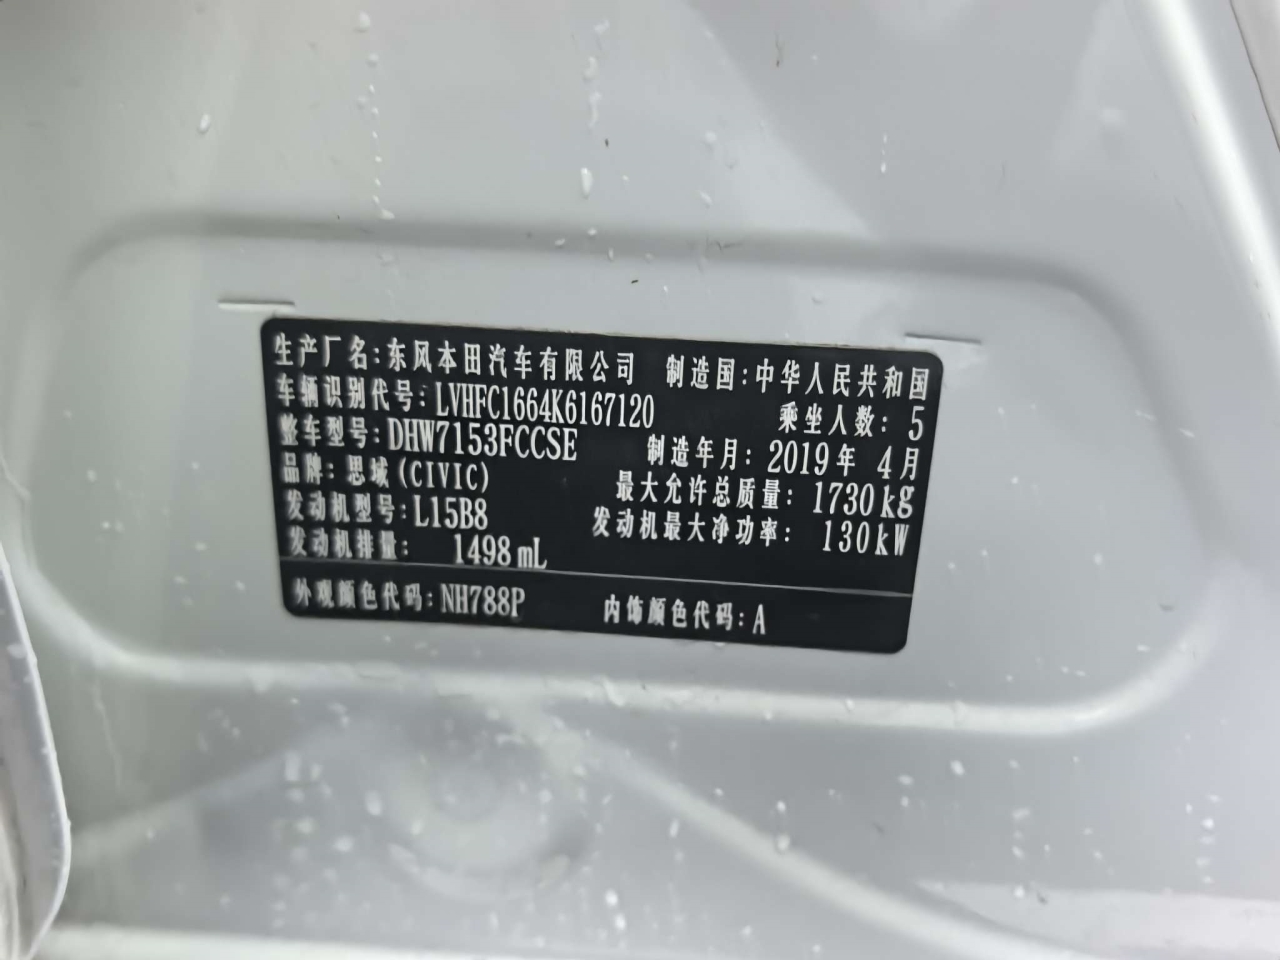 生产厂名：东风本田汽车有限公司 制造国：中华人民共和国
车辆识别代号：LVHFC1664K6167120 乘坐人数：5
整车型号：DHW7153FCCSE 制造年月：2019年 4月
品牌：思域(CIVIC) 最大允许总质量：1730kg
发动机型号：L15B8 发动机最大净功率：130kW
发动机排量：1498mL
外观颜色代码：NH788P 内饰颜色代码：A